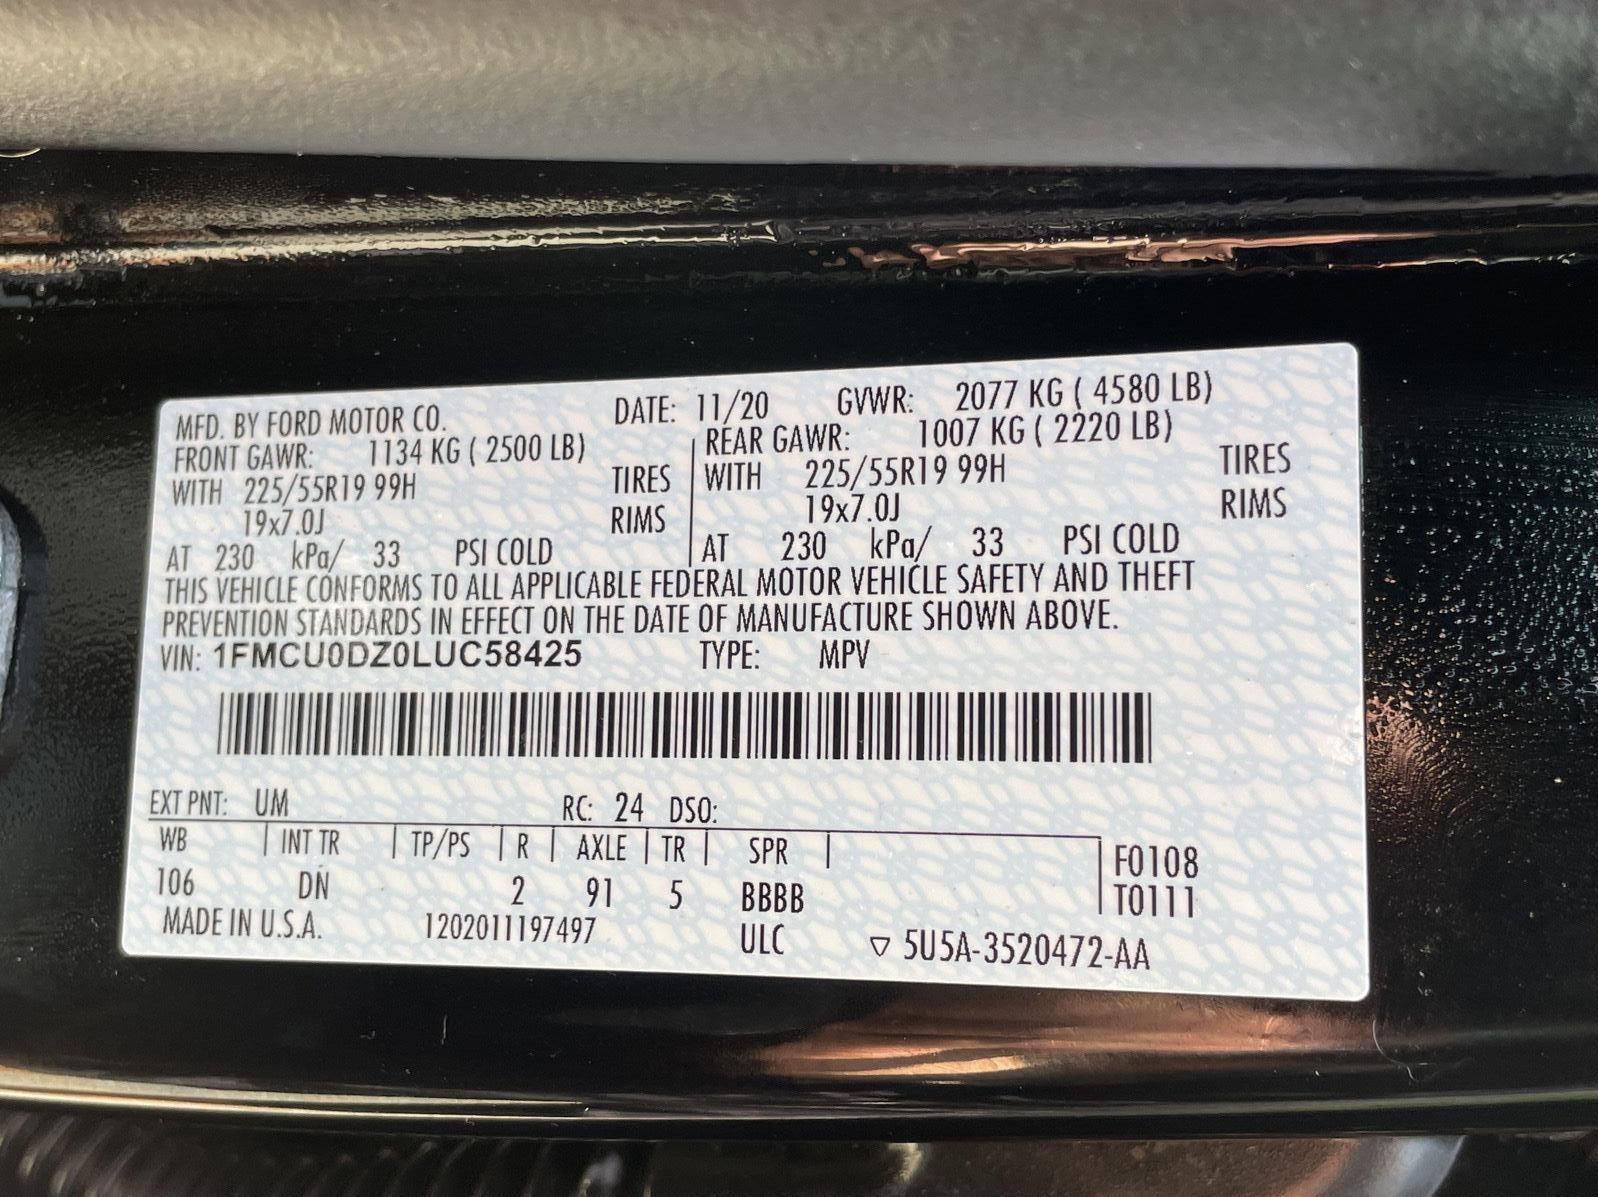 MFD. BY FORD MOTOR CO. DATE: 11/20 GVWR: 2077 KG ( 4580 LB)
FRONT GAWR: 1134 KG ( 2500 LB) REAR GAWR: 1007 KG ( 2220 LB)
WITH 225/55R19 99H TIRES WITH 225/55R19 99H TIRES
19x7.0J RIMS 19x7.0J RIMS
AT 230 kPa/ 33 PSI COLD AT 230 kPa/ 33 PSI COLD
THIS VEHICLE CONFORMS TO ALL APPLICABLE FEDERAL MOTOR VEHICLE SAFETY AND THEFT
PREVENTION STANDARDS IN EFFECT ON THE DATE OF MANUFACTURE SHOWN ABOVE.
VIN: 1FMCU0DZ0LUC58425 TYPE: MPV
EXT PNT: UM RC: 24 DSO:
WB INT TR TP/PS R AXLE TR SPR F0108
106 DN 2 91 5 BBBB T0111
MADE IN U.S.A. 1202011197497 ULC ▽ 5U5A-3520472-AA